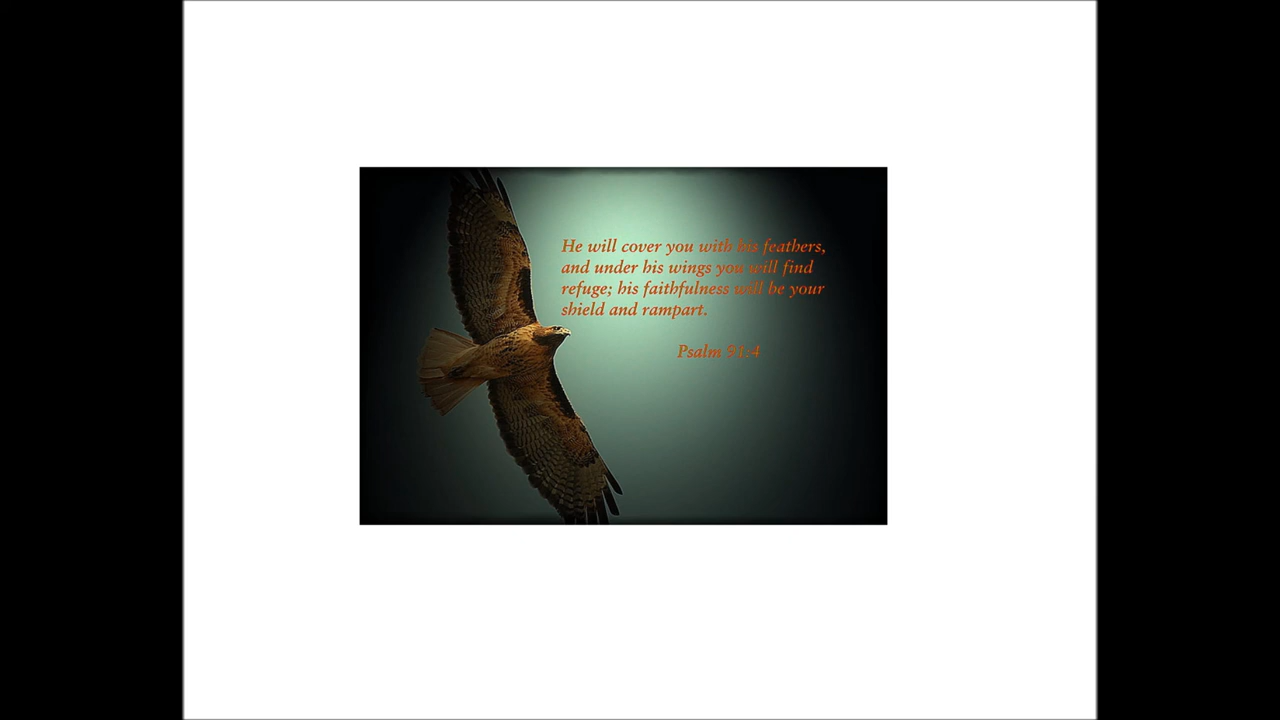 He will cover you with his feathers,
and under his wings you will find
refuge; his faithfulness will be your
shield and rampart.
Psalm 91:4